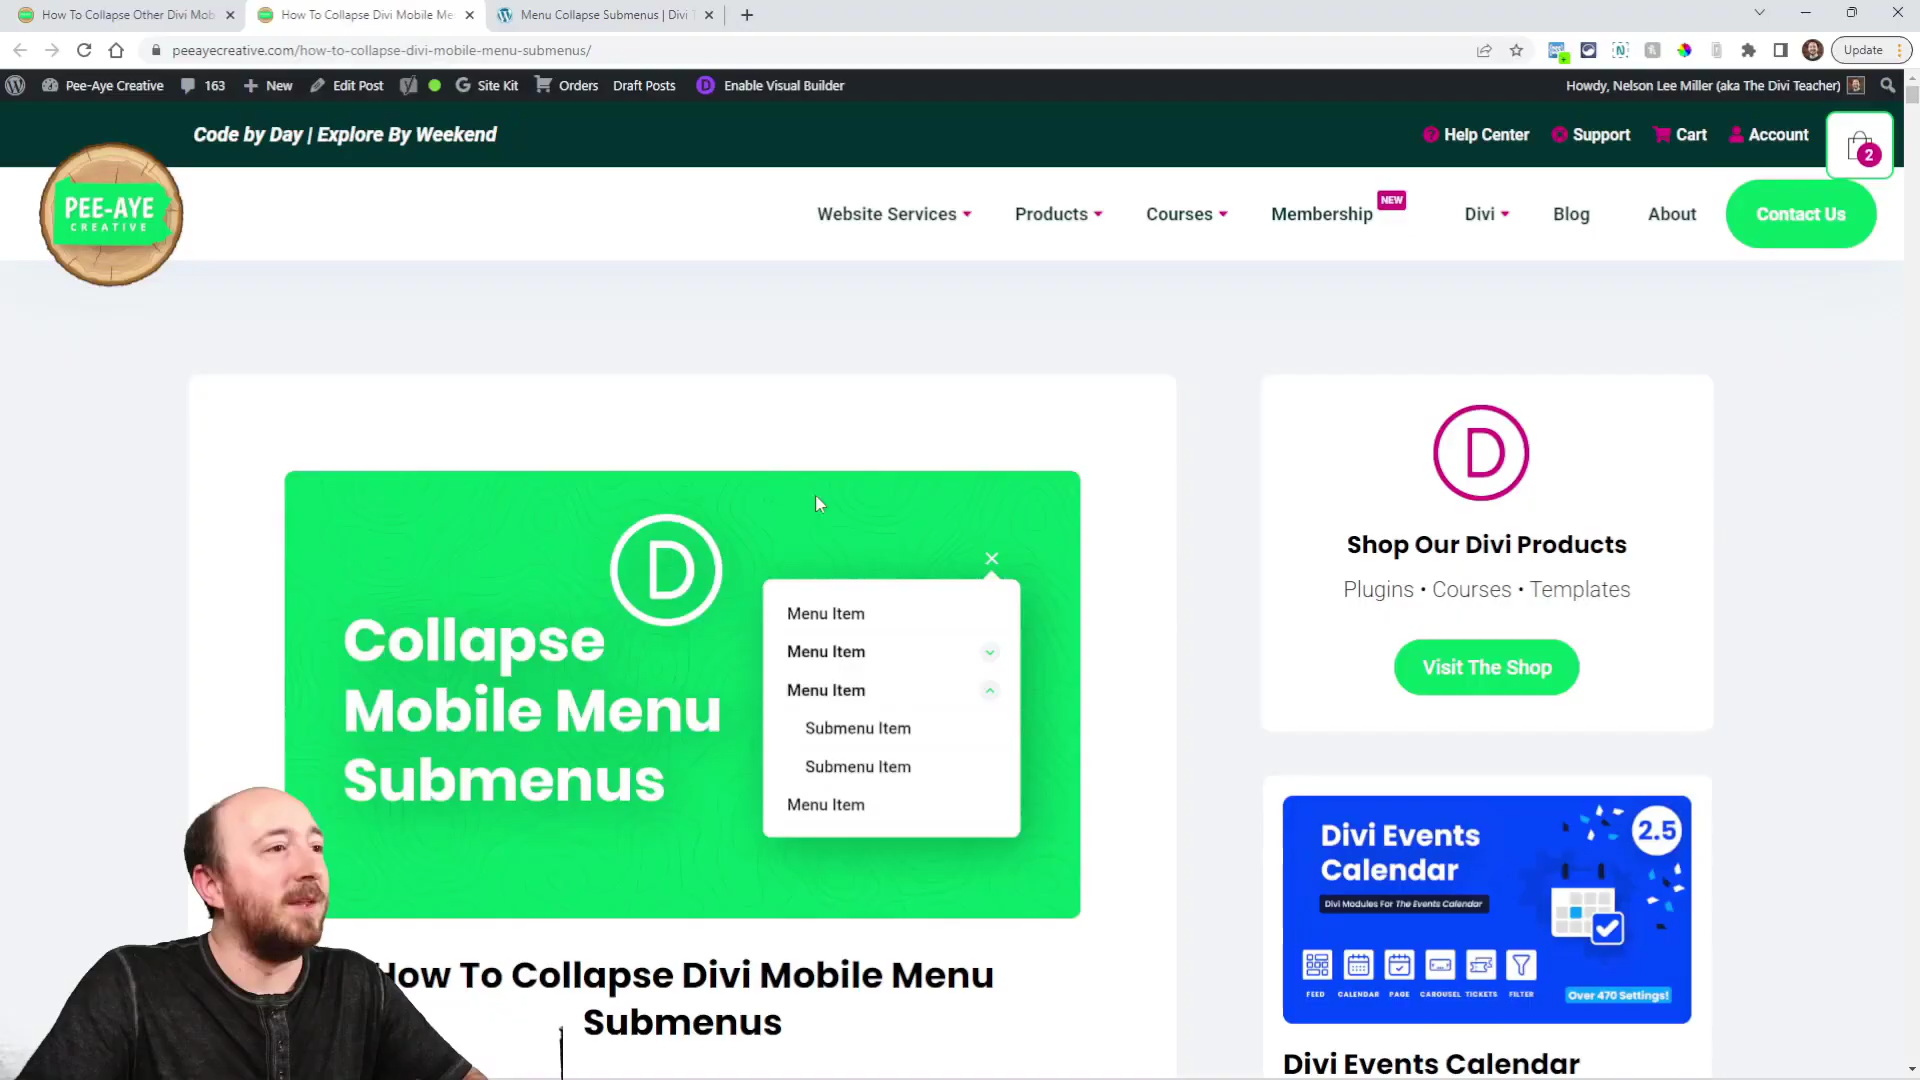 How To Collapse Other Divi Mob
How To Collapse Divi Mobile Me
Menu Collapse Submenus | Divi T
peeayecreative.com/how-to-collapse-divi-mobile-menu-submenus/
Update
Pee-Aye Creative
163
New
Edit Post
Site Kit
Orders
Draft Posts
Enable Visual Builder
Howdy, Nelson Lee Miller (aka The Divi Teacher)
Code by Day | Explore By Weekend
Help Center
Support
Cart
Account
2
PEE-AYE
CREATIVE
Website Services
Products
Courses
Membership
NEW
Divi
Blog
About
Contact Us
D
Collapse
Mobile Menu
Submenus
Menu Item
Menu Item
Menu Item
Submenu Item
Submenu Item
Menu Item
How To Collapse Divi Mobile Menu
Submenus
D
Shop Our Divi Products
Plugins • Courses • Templates
Visit The Shop
Divi Events
Calendar
2.5
Divi Modules For The Events Calendar
FEED
CALENDAR
PAGE
CAROUSEL
TICKETS
FILTER
Over 470 Settings!
Divi Events Calendar